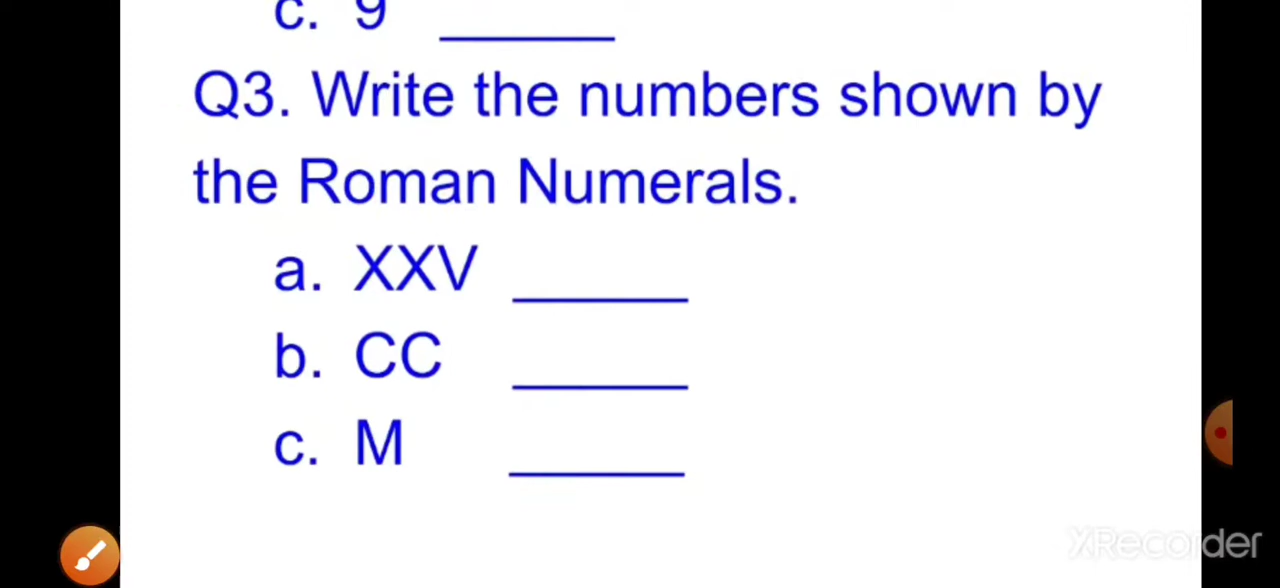 c. 9 ______
Q3. Write the numbers shown by
the Roman Numerals.
a. XXV ______
b. CC ______
c. M ______
XRecorder